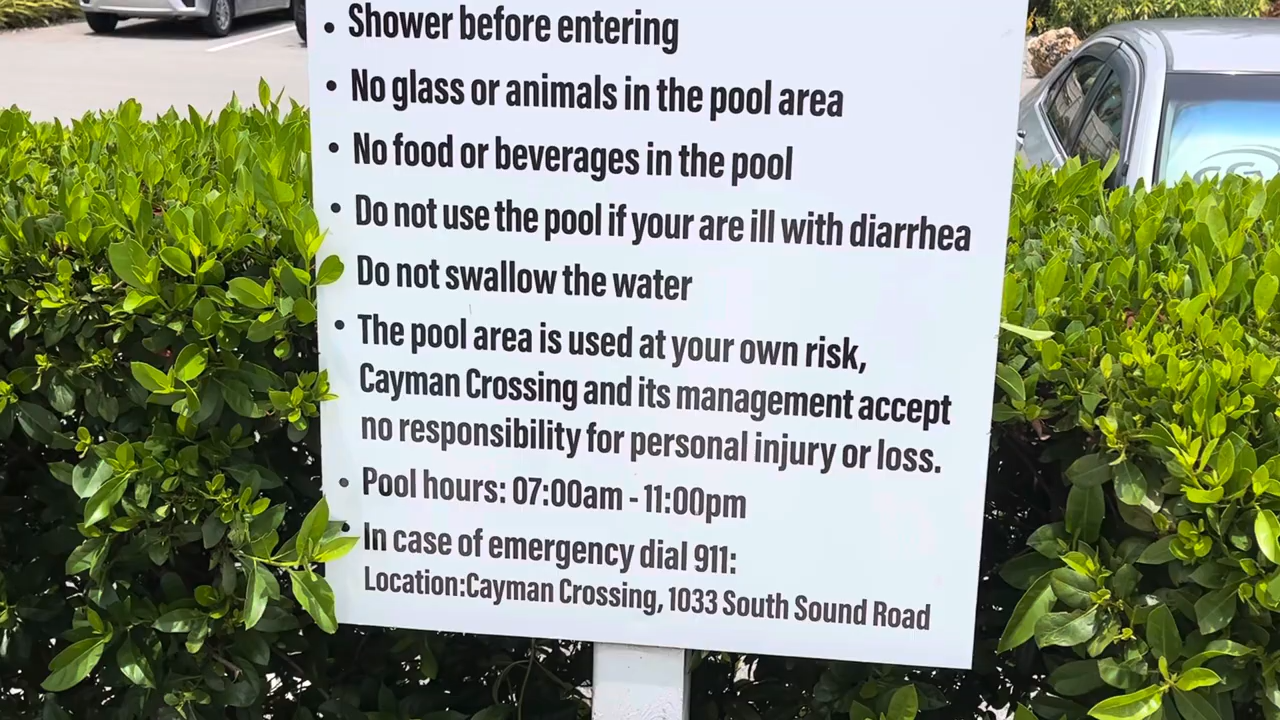 • Shower before entering
• No glass or animals in the pool area
• No food or beverages in the pool
• Do not use the pool if your are ill with diarrhea
Do not swallow the water
• The pool area is used at your own risk,
Cayman Crossing and its management accept
no responsibility for personal injury or loss.
• Pool hours: 07:00am - 11:00pm
• In case of emergency dial 911:
Location:Cayman Crossing, 1033 South Sound Road